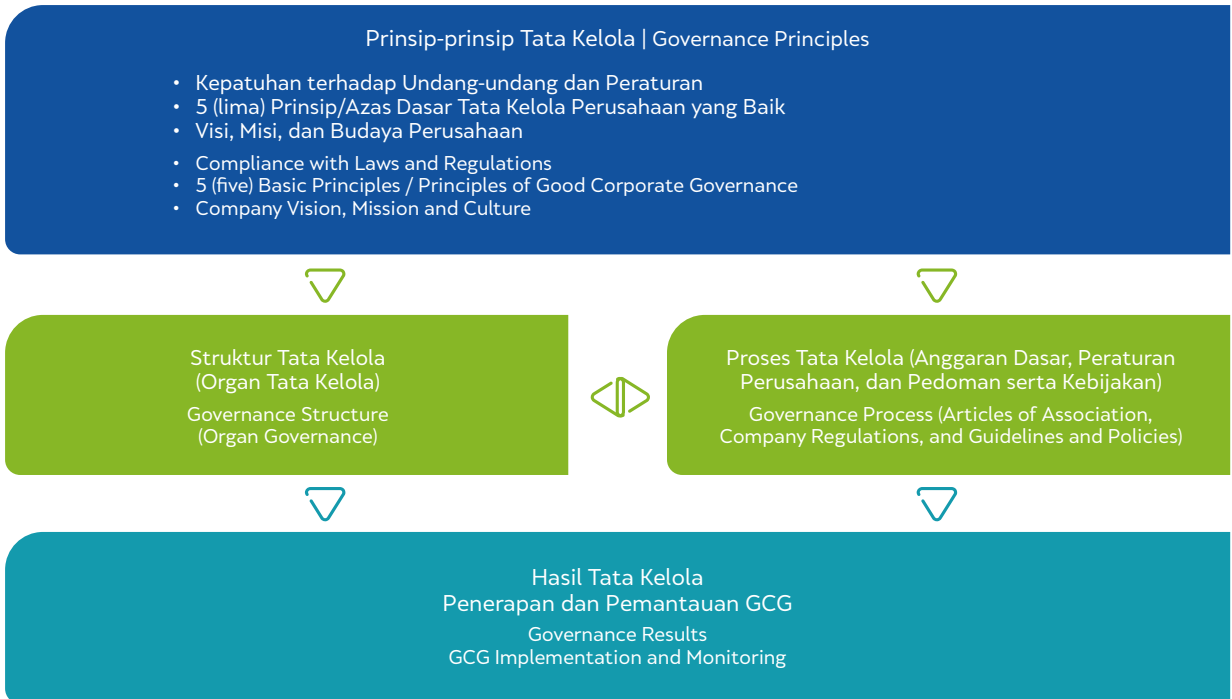 Prinsip-prinsip Tata Kelola | Governance Principles
• Kepatuhan terhadap Undang-undang dan Peraturan
• 5 (lima) Prinsip/Azas Dasar Tata Kelola Perusahaan yang Baik
• Visi, Misi, dan Budaya Perusahaan
• Compliance with Laws and Regulations
• 5 (five) Basic Principles / Principles of Good Corporate Governance
• Company Vision, Mission and Culture
Struktur Tata Kelola
(Organ Tata Kelola)
Governance Structure
(Organ Governance)
Proses Tata Kelola (Anggaran Dasar, Peraturan
Perusahaan, dan Pedoman serta Kebijakan)
Governance Process (Articles of Association,
Company Regulations, and Guidelines and Policies)
Hasil Tata Kelola
Penerapan dan Pemantauan GCG
Governance Results
GCG Implementation and Monitoring